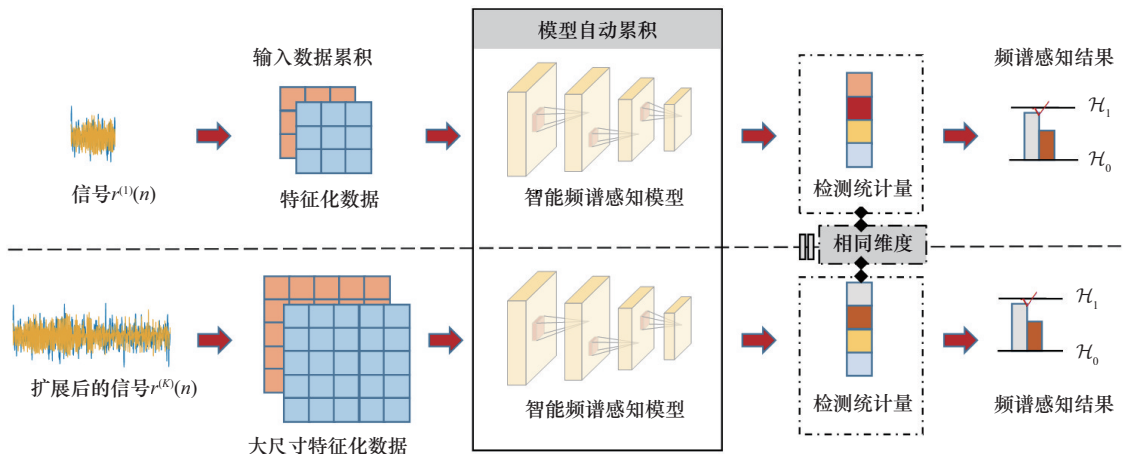 模型自动累积
输入数据累积
频谱感知结果
ℋ₁
ℋ₀
信号r⁽¹⁾(n)
特征化数据
智能频谱感知模型
检测统计量
相同维度
ℋ₁
ℋ₀
扩展后的信号r⁽ᴷ⁾(n)
大尺寸特征化数据
智能频谱感知模型
检测统计量
频谱感知结果